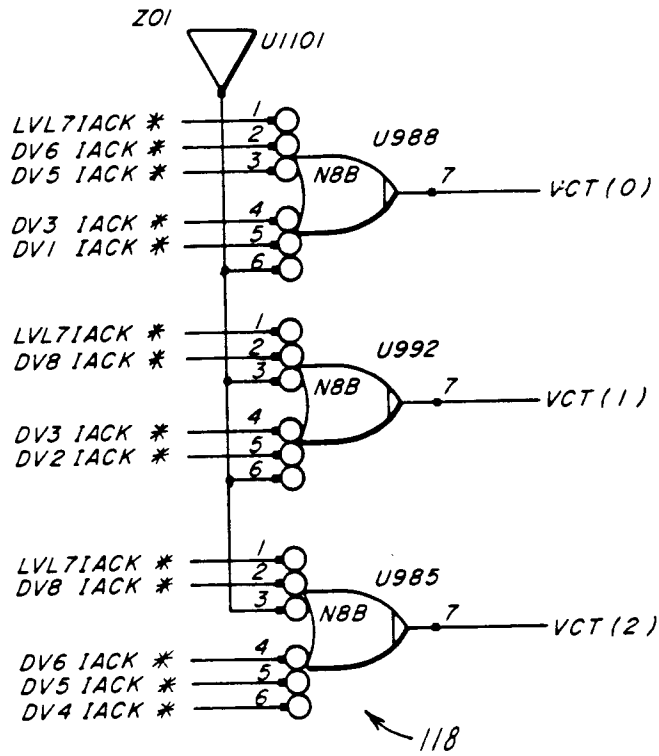 Z01
U1101
LVL7IACK * 1
DV6 IACK * 2
DV5 IACK * 3
U988
N8B
7
VCT(0)
DV3 IACK * 4
DV1 IACK * 5
6
LVL7IACK * 1
DV8 IACK * 2
3
U992
N8B
7
VCT(1)
DV3 IACK * 4
DV2 IACK * 5
6
LVL7IACK * 1
DV8 IACK * 2
3
U985
N8B
7
VCT(2)
DV6 IACK * 4
DV5 IACK * 5
DV4 IACK * 6
118